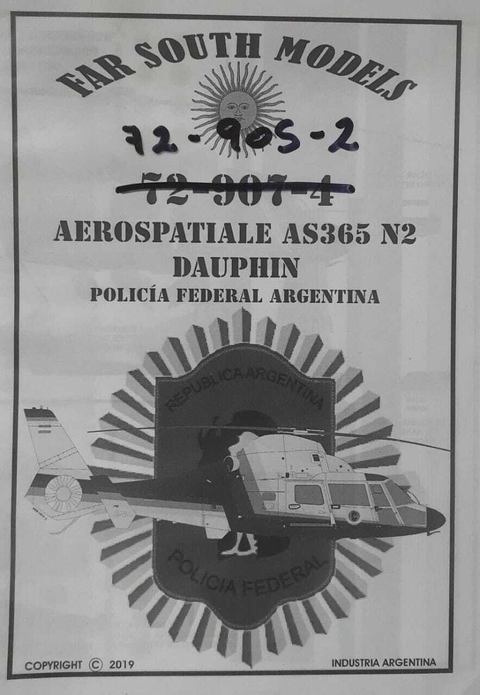 FAR SOUTH MODELS
72-905-2
72-907-4
AEROSPATIALE AS365 N2
DAUPHIN
POLICÍA FEDERAL ARGENTINA
REPUBLICA ARGENTINA
POLICIA FEDERAL
COPYRIGHT © 2019
INDUSTRIA ARGENTINA